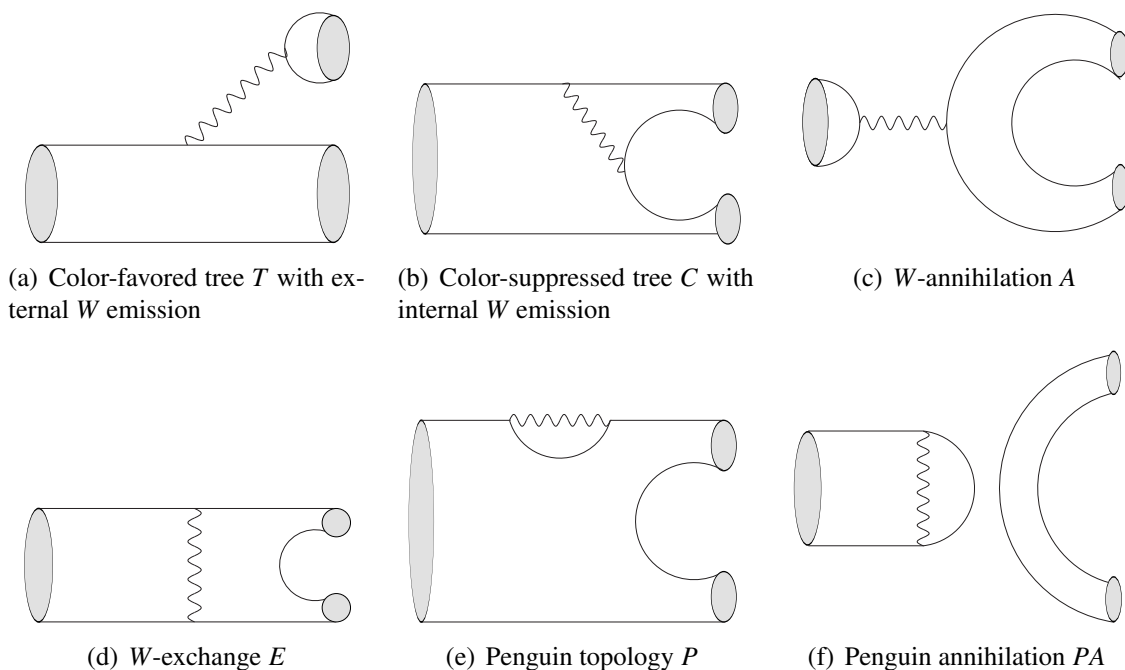 (a) Color-favored tree T with ex-
ternal W emission
(b) Color-suppressed tree C with
internal W emission
(c) W-annihilation A
(d) W-exchange E
(e) Penguin topology P
(f) Penguin annihilation PA